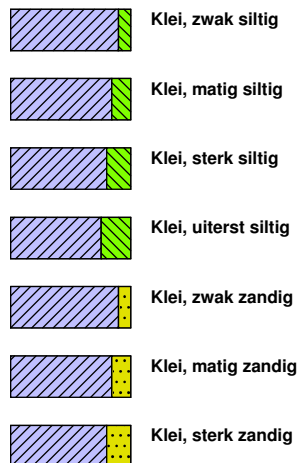 Klei, zwak siltig
Klei, matig siltig
Klei, sterk siltig
Klei, uiterst siltig
Klei, zwak zandig
Klei, matig zandig
Klei, sterk zandig